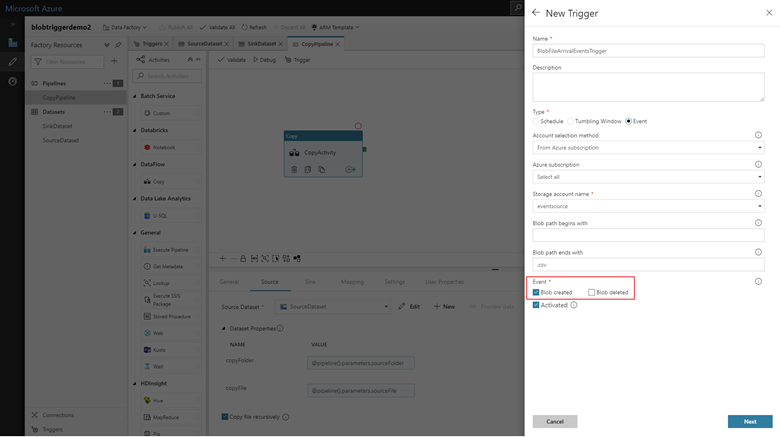 Microsoft Azure
blobtriggerdemo2
Data Factory
Publish All
Validate All
Refresh
Discard All
ARM Template
Factory Resources
Filter Resources
Pipelines
1
CopyPipeline
Datasets
2
SinkDataset
SourceDataset
Connections
Triggers
Triggers
SourceDataset
SinkDataset
CopyPipeline
Activities
Search Activities
Batch Service
Custom
Databricks
Notebook
DataFlow
Copy
Data Lake Analytics
U-SQL
General
Execute Pipeline
Get Metadata
Lookup
Execute SSIS
Package
Stored Procedure
Web
Kusto
Wait
HDInsight
Hive
MapReduce
Pig
Validate
Debug
Trigger
Copy
CopyActivity
General
Source
Sink
Mapping
Settings
User Properties
Source Dataset *
SourceDataset
Edit
New
Preview data
Dataset Properties
NAME
VALUE
copyFolder
@pipeline().parameters.sourceFolder
copyFile
@pipeline().parameters.sourceFile
Copy file recursively
New Trigger
Name *
BlobFileArrivalEventsTrigger
Description
Type *
Schedule
Tumbling Window
Event
Account selection method
From Azure subscription
Azure subscription
Select all
Storage account name *
eventsource
Blob path begins with
Blob path ends with
.csv
Event *
Blob created
Blob deleted
Activated
Cancel
Next